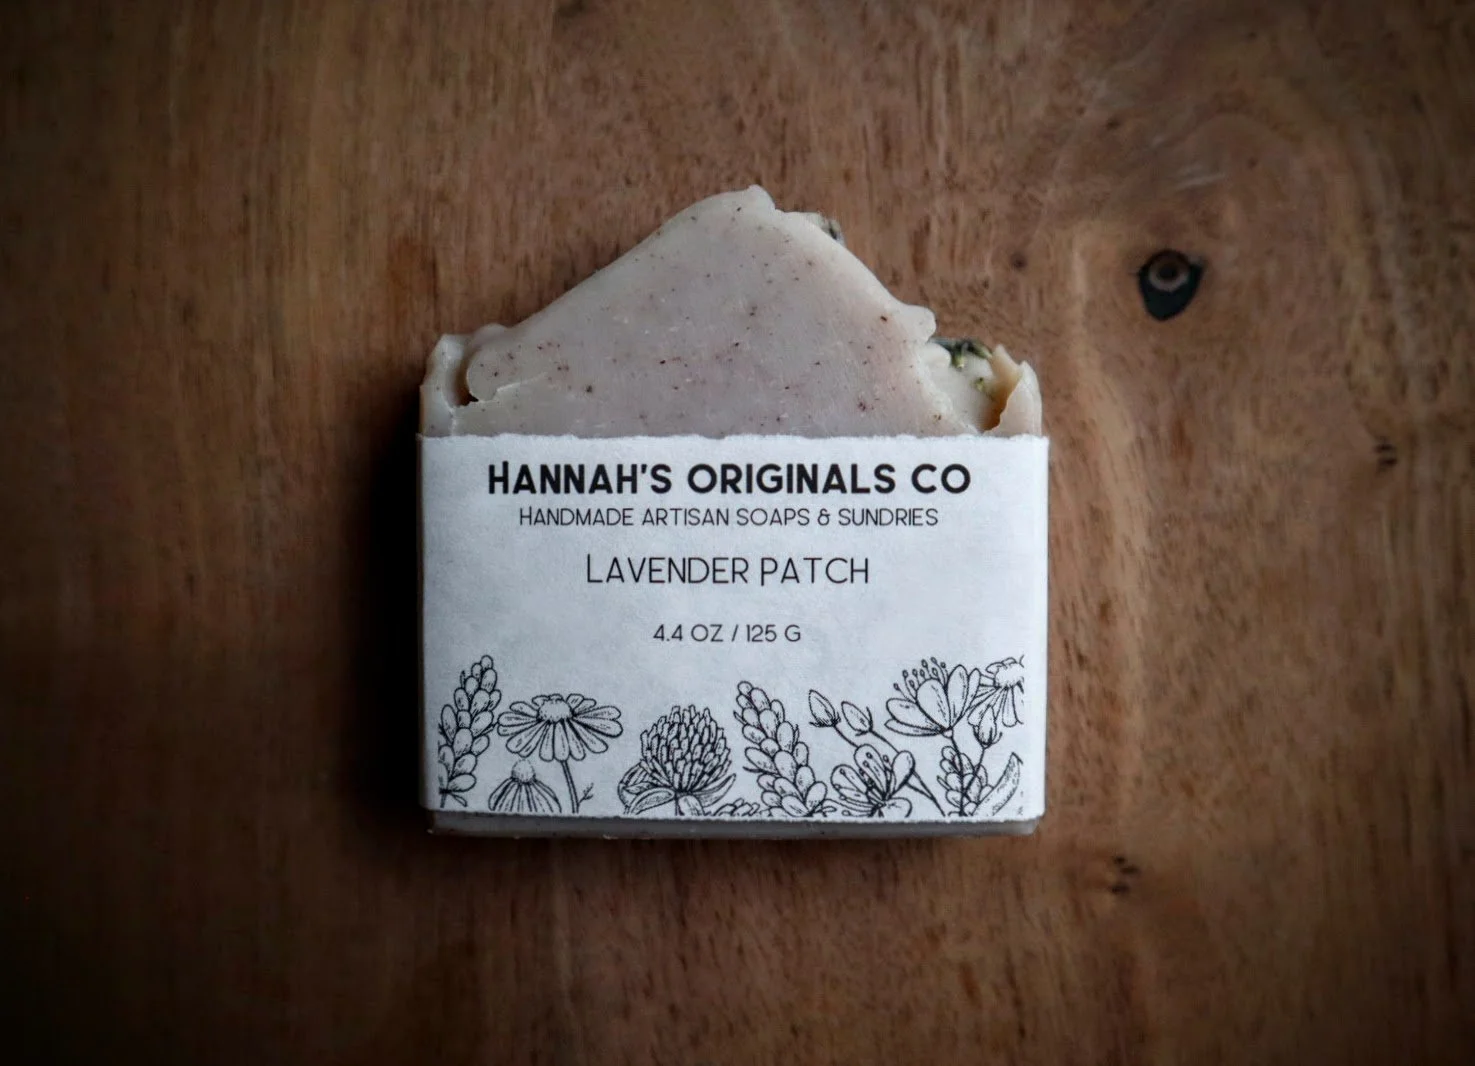 HANNAH'S ORIGINALS CO
HANDMADE ARTISAN SOAPS & SUNDRIES
LAVENDER PATCH
4.4 OZ / 125 G